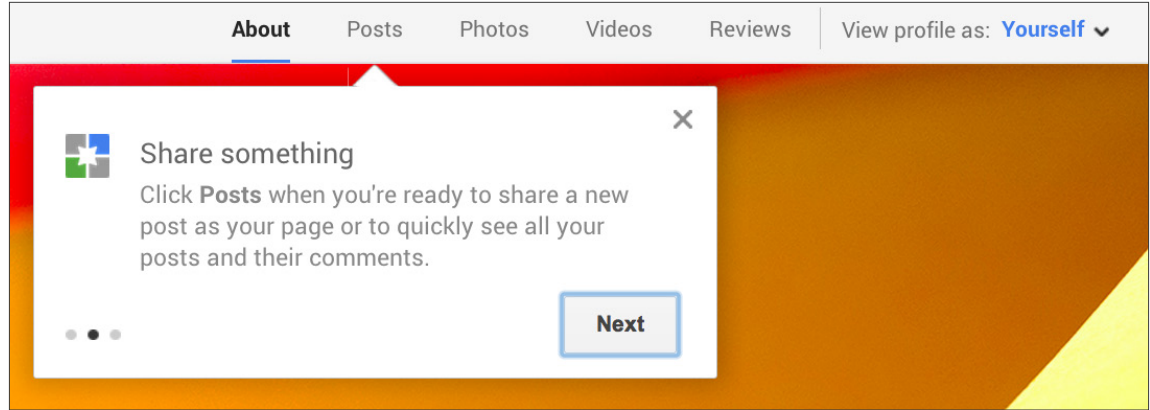 About Posts Photos Videos Reviews View profile as: Yourself
Share something
Click Posts when you're ready to share a new
post as your page or to quickly see all your
posts and their comments.
Next